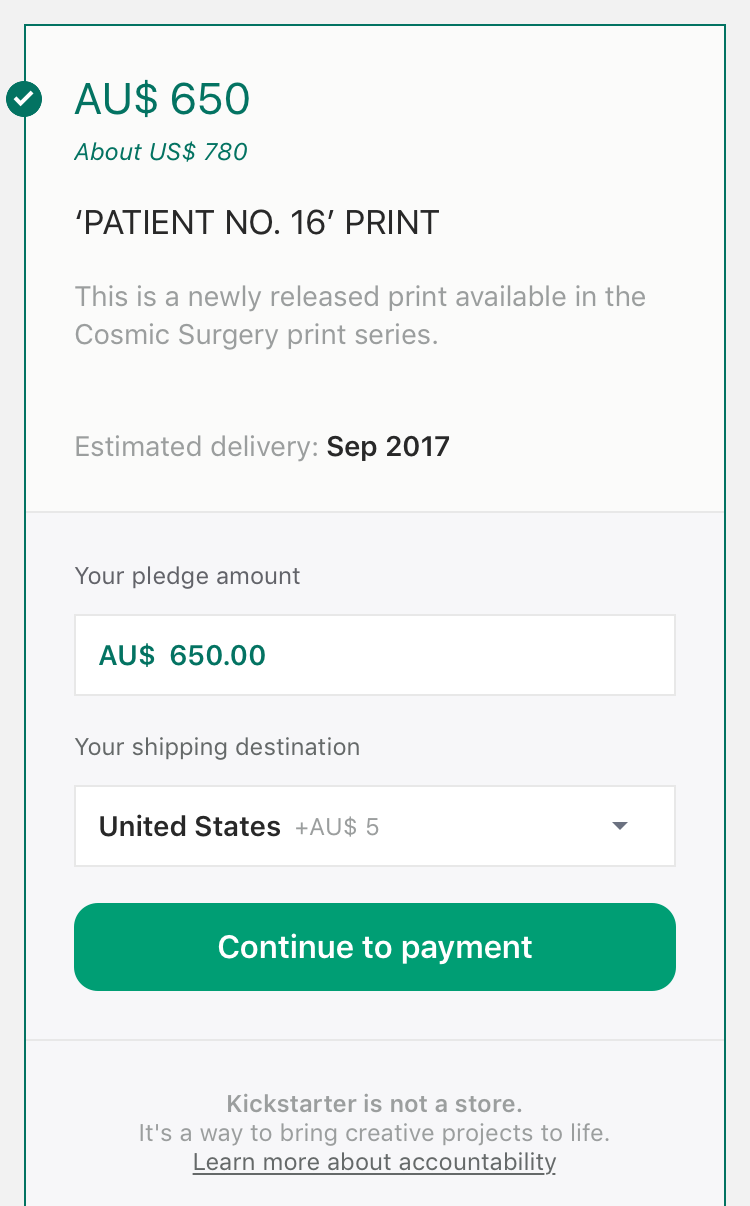 AU$ 650
About US$ 780
‘PATIENT NO. 16’ PRINT
This is a newly released print available in the
Cosmic Surgery print series.
Estimated delivery: Sep 2017
Your pledge amount
AU$ 650.00
Your shipping destination
United States +AU$ 5
Continue to payment
Kickstarter is not a store.
It's a way to bring creative projects to life.
Learn more about accountability